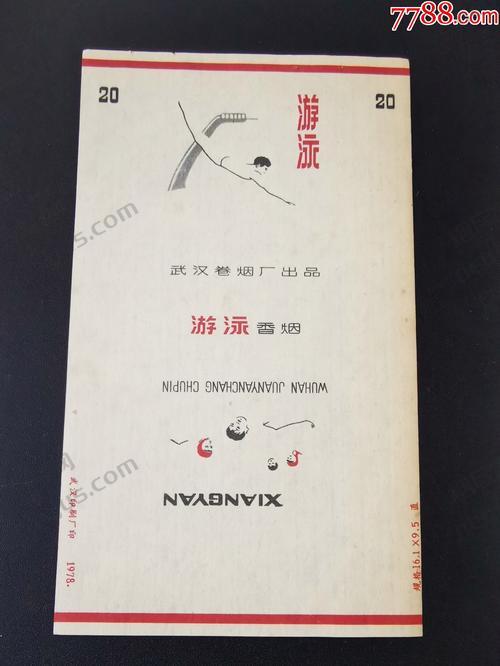 7788.com
20
游泳
20
武汉卷烟厂出品
游泳香烟
WUHAN JUANYANCHANG CHUPIN
XIANGYAN
武汉印刷厂印 1978.
规格16.1×9.5 直